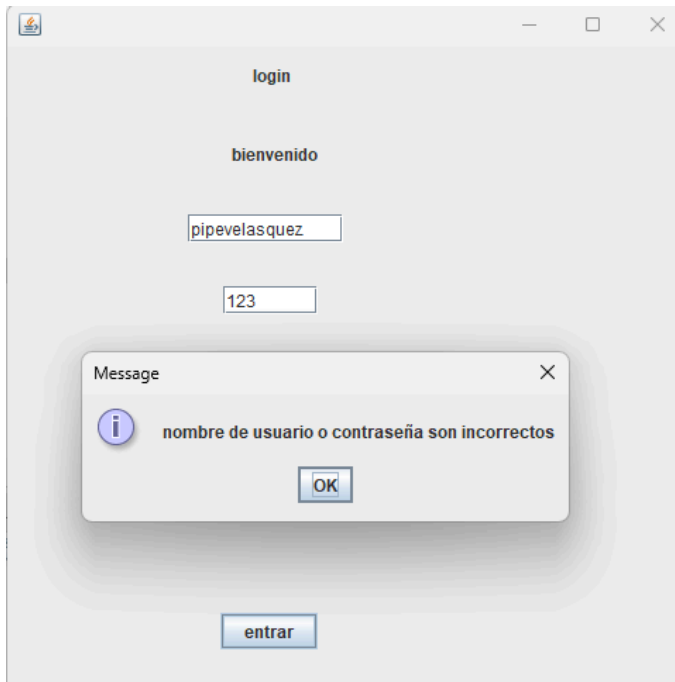 login
bienvenido
pipevelasquez
123
Message
nombre de usuario o contraseña son incorrectos
OK
entrar